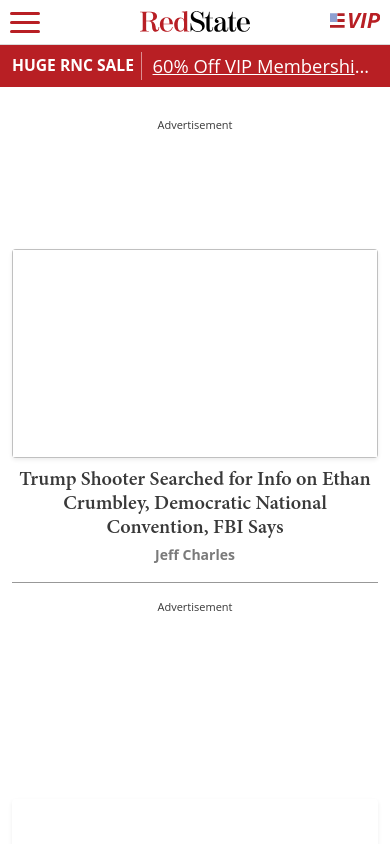 RedState
VIP
HUGE RNC SALE
60% Off VIP Membershi...
Advertisement
Trump Shooter Searched for Info on Ethan
Crumbley, Democratic National
Convention, FBI Says
Jeff Charles
Advertisement